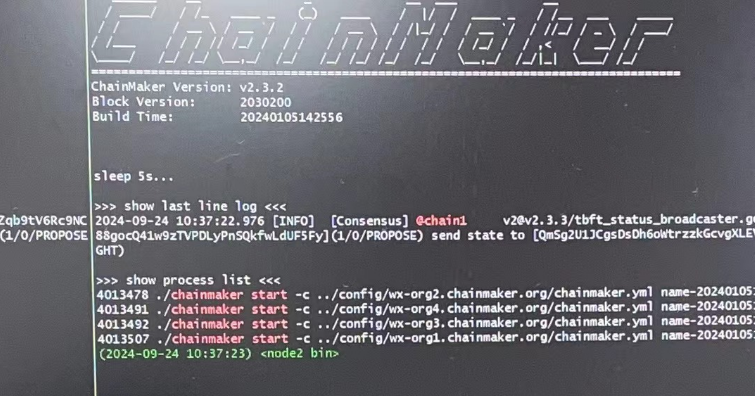 ChainMaker
ChainMaker Version: v2.3.2
Block Version: 2030200
Build Time: 20240105142556
sleep 5s...
>>> show last line log <<<
Zqb9tV6Rc9NC 2024-09-24 10:37:22.976 [INFO] [Consensus] @chain1 v2@v2.3.3/tbft_status_broadcaster.go
(1/0/PROPOSE 88gocQ41w9zTVPDLyPnSQkfwLdUF5Fy](1/0/PROPOSE) send state to [QmSg2U1JCgsDsDh6oWtrzzkGcvgXLEV
GHT)
>>> show process list <<<
4013478 ./chainmaker start -c ../config/wx-org2.chainmaker.org/chainmaker.yml name-20240105
4013491 ./chainmaker start -c ../config/wx-org4.chainmaker.org/chainmaker.yml name-20240105
4013492 ./chainmaker start -c ../config/wx-org3.chainmaker.org/chainmaker.yml name-20240105
4013507 ./chainmaker start -c ../config/wx-org1.chainmaker.org/chainmaker.yml name-20240105
(2024-09-24 10:37:23) <node2 bin>